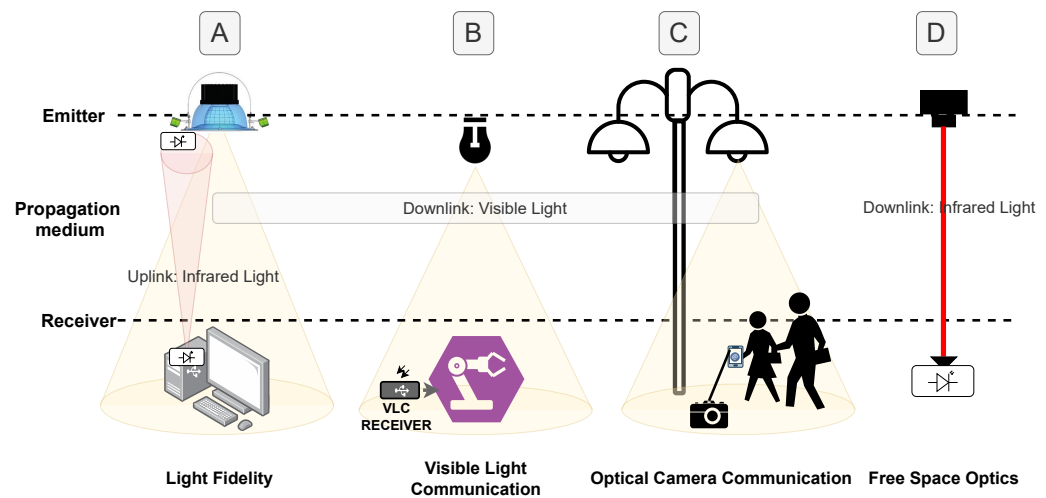 A
B
C
D
Emitter
Propagation
medium
Downlink: Visible Light
Downlink: Infrared Light
Uplink: Infrared Light
Receiver
VLC
RECEIVER
Light Fidelity
Visible Light
Communication
Optical Camera Communication
Free Space Optics